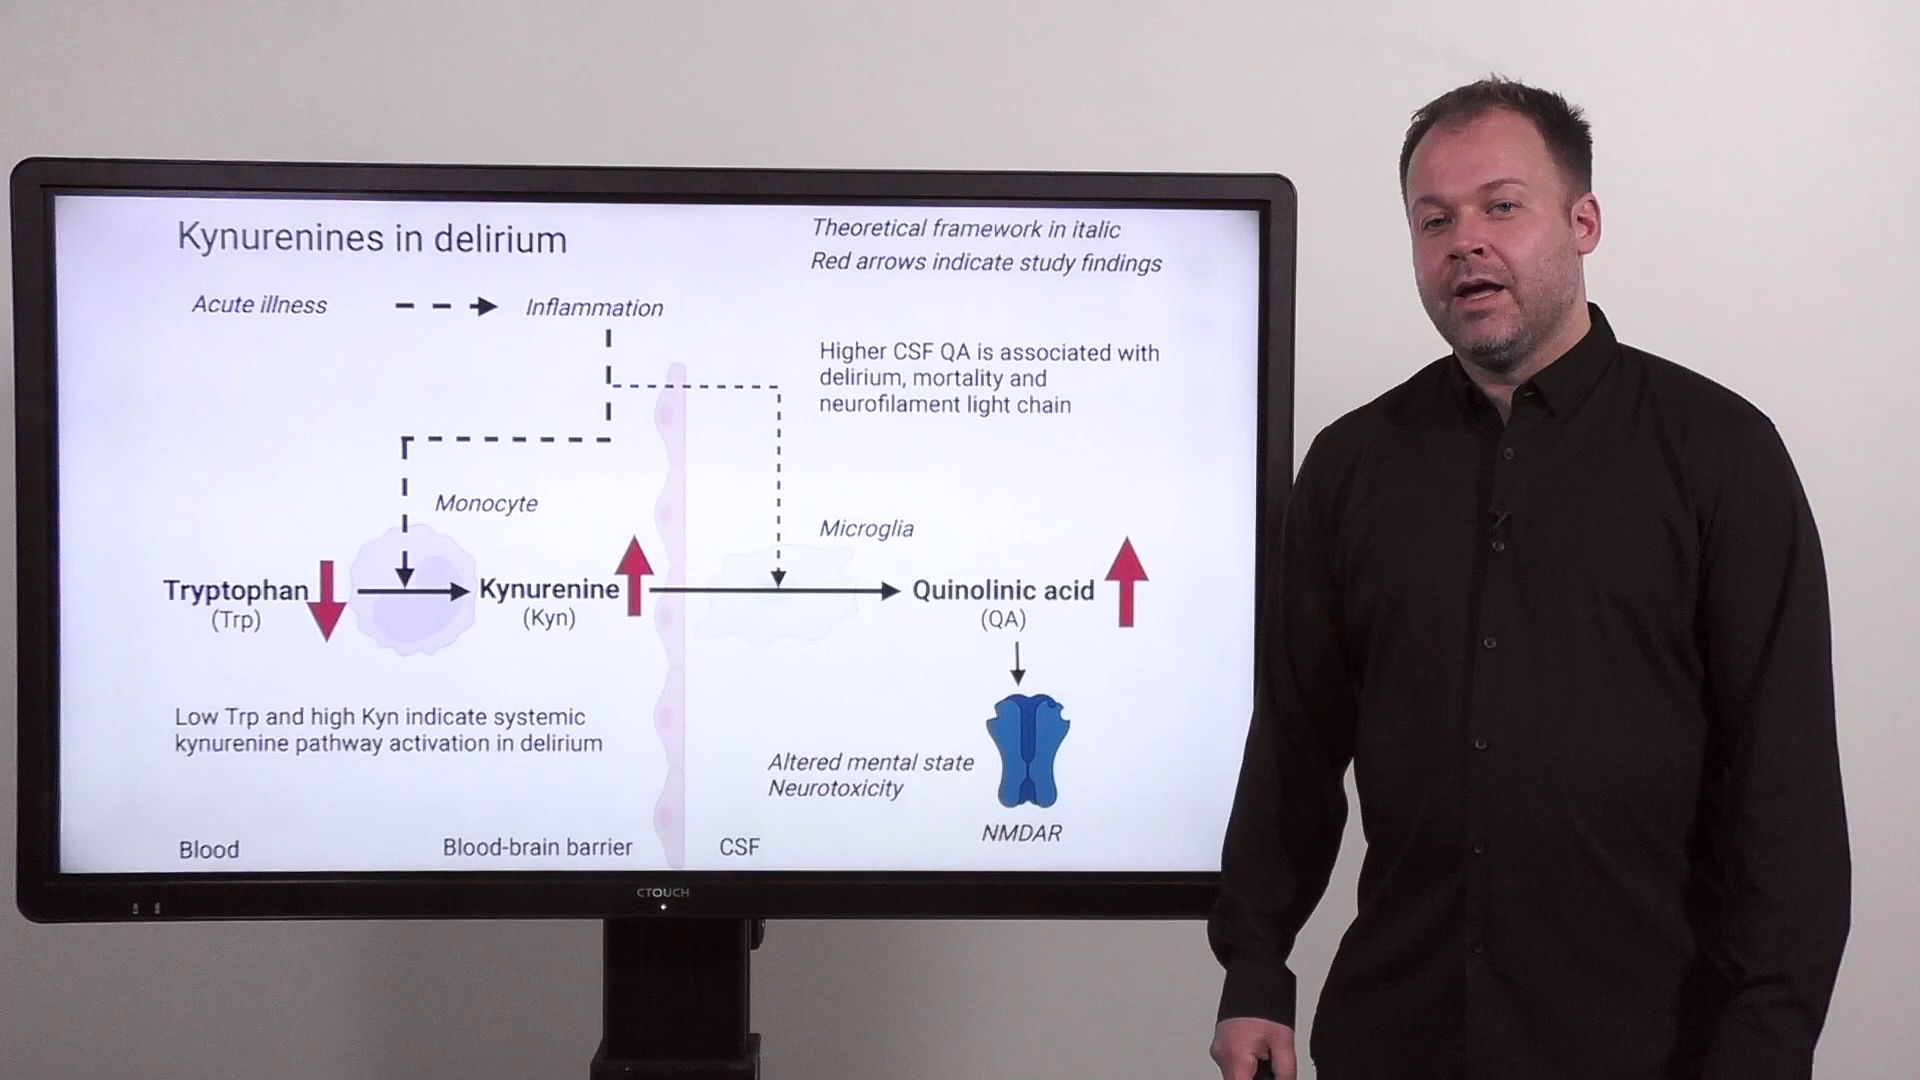 Kynurenines in delirium
Theoretical framework in italic
Red arrows indicate study findings
Acute illness
Inflammation
Higher CSF QA is associated with
delirium, mortality and
neurofilament light chain
Monocyte
Microglia
Tryptophan
(Trp)
Kynurenine
(Kyn)
Quinolinic acid
(QA)
Low Trp and high Kyn indicate systemic
kynurenine pathway activation in delirium
Altered mental state
Neurotoxicity
NMDAR
Blood
Blood-brain barrier
CSF
CTOUCH